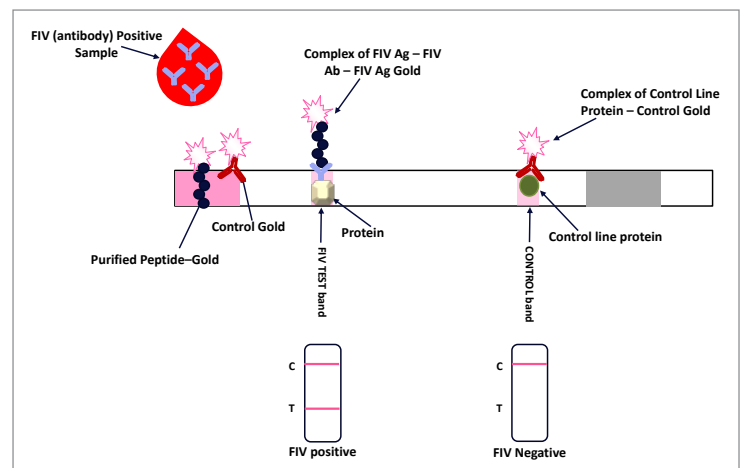 FIV (antibody) Positive
Sample
Complex of FIV Ag – FIV
Ab – FIV Ag Gold
Complex of Control Line
Protein – Control Gold
Control Gold
Protein
Control line protein
Purified Peptide–Gold
FIV TEST band
CONTROL band
C
T
FIV positive
C
T
FIV Negative